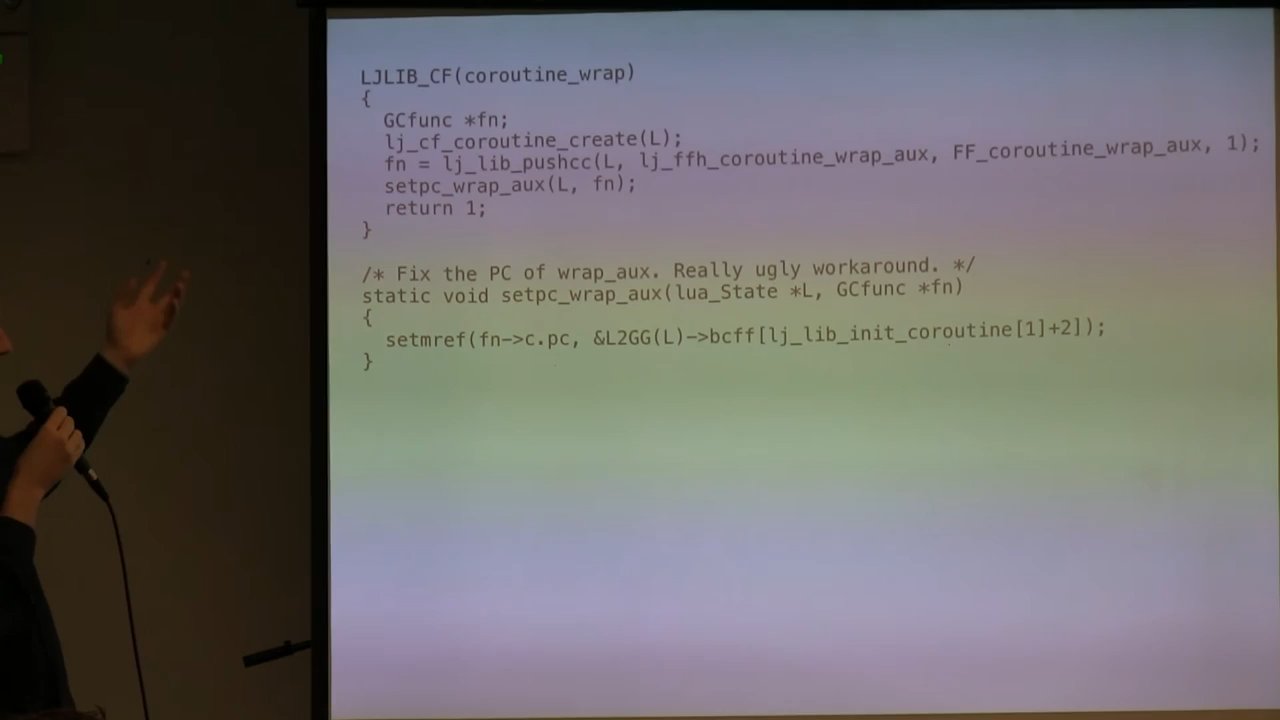 LJLIB_CF(coroutine_wrap)
{
  GCfunc *fn;
  lj_cf_coroutine_create(L);
  fn = lj_lib_pushcc(L, lj_ffh_coroutine_wrap_aux, FF_coroutine_wrap_aux, 1);
  setpc_wrap_aux(L, fn);
  return 1;
}
/* Fix the PC of wrap_aux. Really ugly workaround. */
static void setpc_wrap_aux(lua_State *L, GCfunc *fn)
{
  setmref(fn->c.pc, &L2GG(L)->bcff[lj_lib_init_coroutine[1]+2]);
}